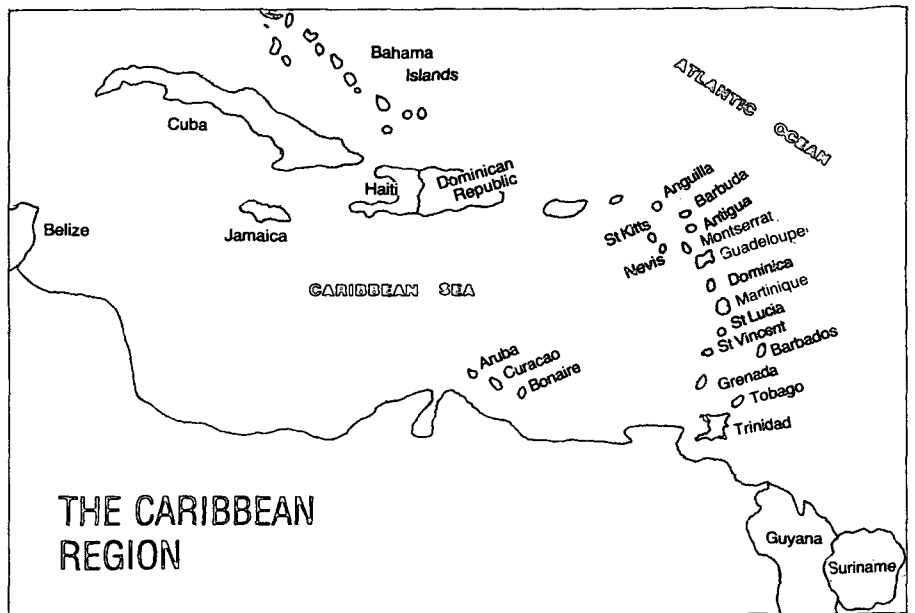 Bahama
Islands
ATLANTIC OCEAN
Cuba
Haiti
Dominican
Republic
Anguilla
Barbuda
Antigua
St Kitts
Montserrat
Nevis
Guadeloupe
Belize
Jamaica
CARIBBEAN SEA
Dominica
Martinique
St Lucia
St Vincent
Barbados
Aruba
Curacao
Bonaire
Grenada
Tobago
Trinidad
THE CARIBBEAN
REGION
Guyana
Suriname